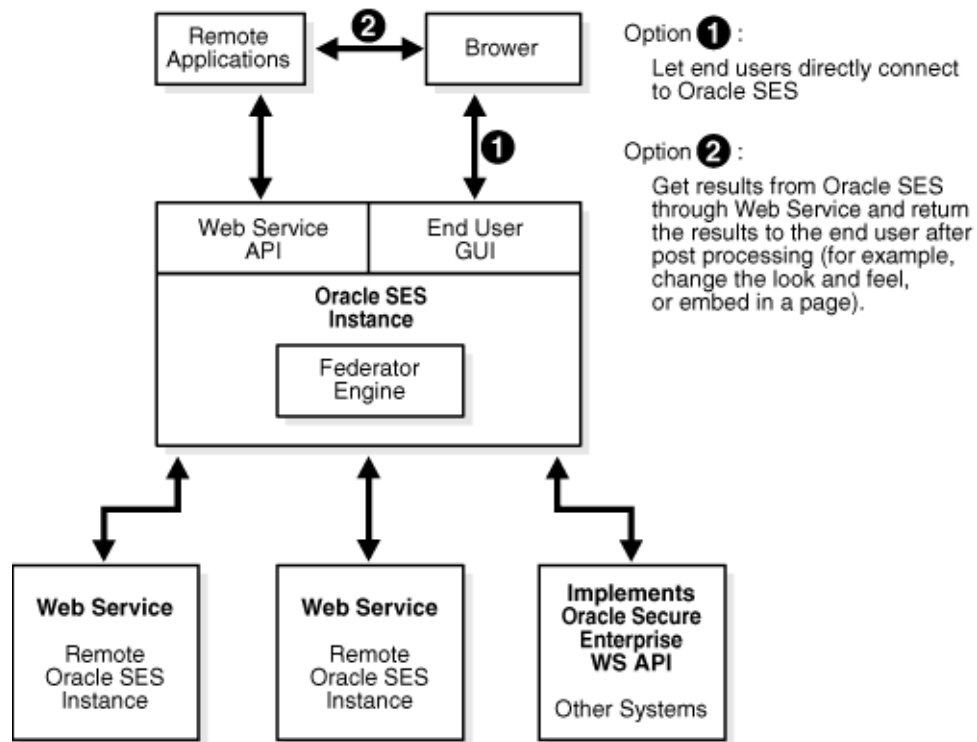 Remote
Applications
2
Brower
Option 1 :
Let end users directly connect
to Oracle SES
1
Option 2 :
Get results from Oracle SES
through Web Service and return
the results to the end user after
post processing (for example,
change the look and feel,
or embed in a page).
Web Service
API
End User
GUI
Oracle SES
Instance
Federator
Engine
Web Service
Remote
Oracle SES
Instance
Web Service
Remote
Oracle SES
Instance
Implements
Oracle Secure
Enterprise
WS API
Other Systems